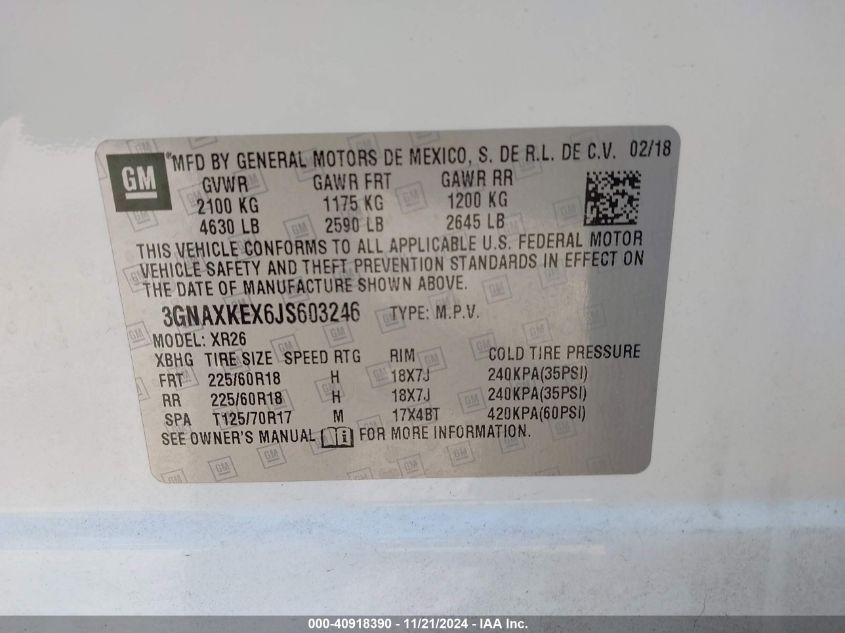 GM
MFD BY GENERAL MOTORS DE MEXICO, S. DE R.L. DE C.V. 02/18
GVWR GAWR FRT GAWR RR
2100 KG 1175 KG 1200 KG
4630 LB 2590 LB 2645 LB
THIS VEHICLE CONFORMS TO ALL APPLICABLE U.S. FEDERAL MOTOR
VEHICLE SAFETY AND THEFT PREVENTION STANDARDS IN EFFECT ON
THE DATE OF MANUFACTURE SHOWN ABOVE.
3GNAXKEX6JS603246 TYPE: M.P.V.
MODEL: XR26
XBHG TIRE SIZE SPEED RTG RIM COLD TIRE PRESSURE
FRT 225/60R18 H 18X7J 240KPA(35PSI)
RR 225/60R18 H 18X7J 240KPA(35PSI)
SPA T125/70R17 M 17X4BT 420KPA(60PSI)
SEE OWNER'S MANUAL FOR MORE INFORMATION.
000-40918390 - 11/21/2024 - IAA Inc.